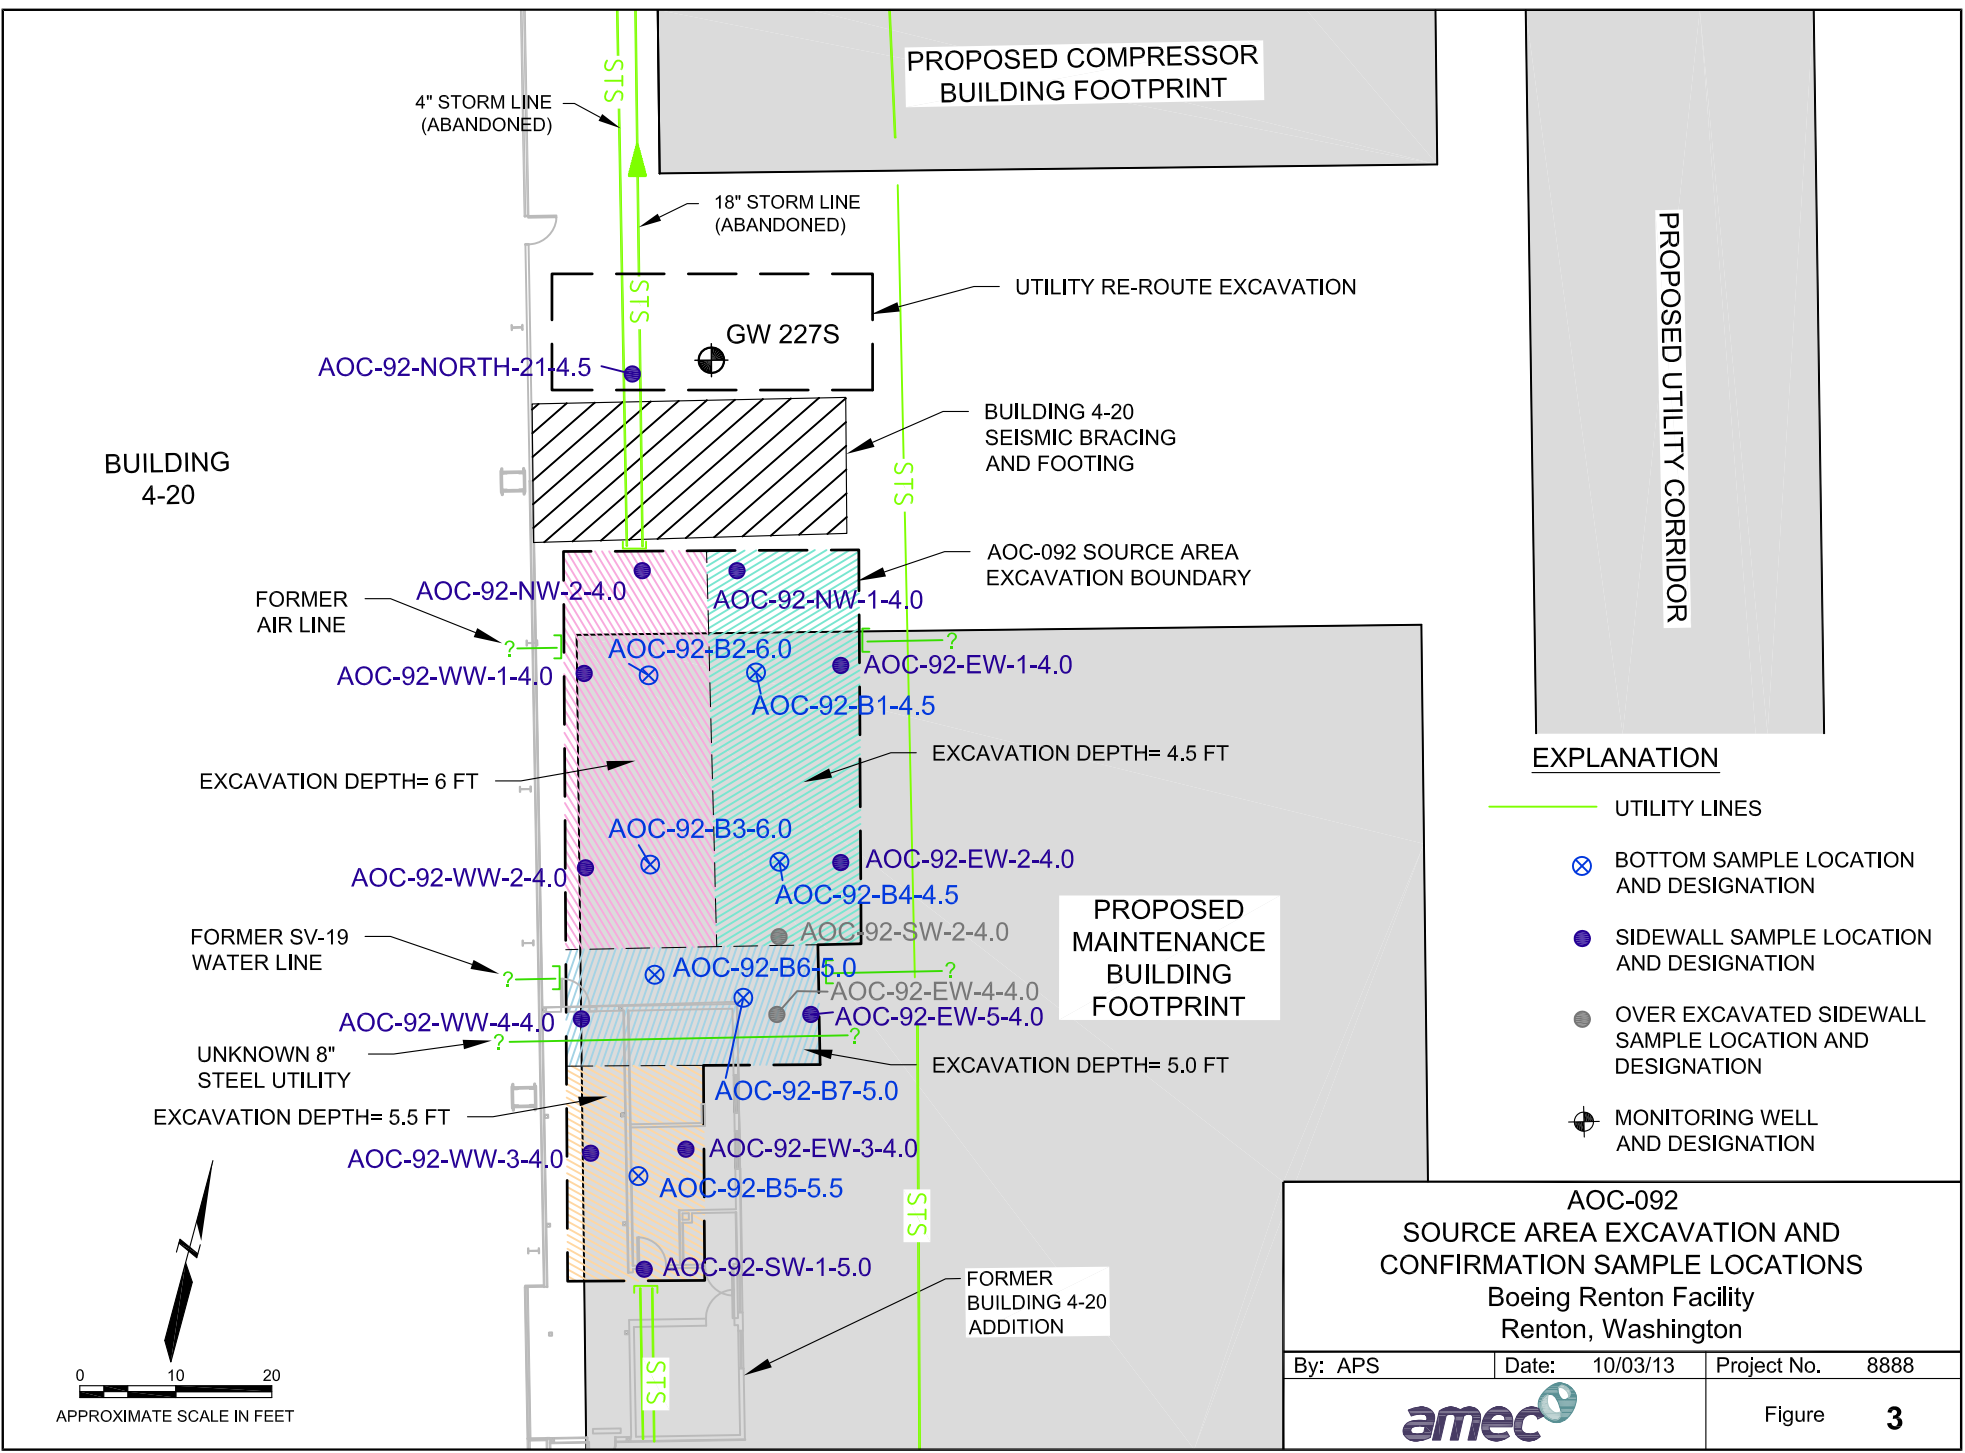 PROPOSED COMPRESSOR
BUILDING FOOTPRINT
STS
4" STORM LINE
(ABANDONED)
18" STORM LINE
(ABANDONED)
PROPOSED UTILITY CORRIDOR
STS
UTILITY RE-ROUTE EXCAVATION
GW 227S
AOC-92-NORTH-21-4.5
BUILDING 4-20
SEISMIC BRACING
AND FOOTING
BUILDING
4-20
STS
AOC-092 SOURCE AREA
EXCAVATION BOUNDARY
AOC-92-NW-2-4.0
AOC-92-NW-1-4.0
FORMER
AIR LINE
?
?
AOC-92-B2-6.0
AOC-92-WW-1-4.0
AOC-92-EW-1-4.0
AOC-92-B1-4.5
EXCAVATION DEPTH= 6 FT
EXCAVATION DEPTH= 4.5 FT
AOC-92-B3-6.0
AOC-92-WW-2-4.0
AOC-92-EW-2-4.0
AOC-92-B4-4.5
AOC-92-SW-2-4.0
PROPOSED
MAINTENANCE
BUILDING
FOOTPRINT
FORMER SV-19
WATER LINE
?
?
AOC-92-B6-5.0
AOC-92-EW-4-4.0
AOC-92-WW-4-4.0
AOC-92-EW-5-4.0
?
?
UNKNOWN 8"
STEEL UTILITY
EXCAVATION DEPTH= 5.0 FT
AOC-92-B7-5.0
EXCAVATION DEPTH= 5.5 FT
AOC-92-WW-3-4.0
AOC-92-EW-3-4.0
AOC-92-B5-5.5
STS
AOC-92-SW-1-5.0
FORMER
BUILDING 4-20
ADDITION
STS
N
0 10 20
APPROXIMATE SCALE IN FEET
EXPLANATION
UTILITY LINES
BOTTOM SAMPLE LOCATION
AND DESIGNATION
SIDEWALL SAMPLE LOCATION
AND DESIGNATION
OVER EXCAVATED SIDEWALL
SAMPLE LOCATION AND
DESIGNATION
MONITORING WELL
AND DESIGNATION
AOC-092
SOURCE AREA EXCAVATION AND
CONFIRMATION SAMPLE LOCATIONS
Boeing Renton Facility
Renton, Washington
By: APS Date: 10/03/13 Project No. 8888
amec
Figure 3